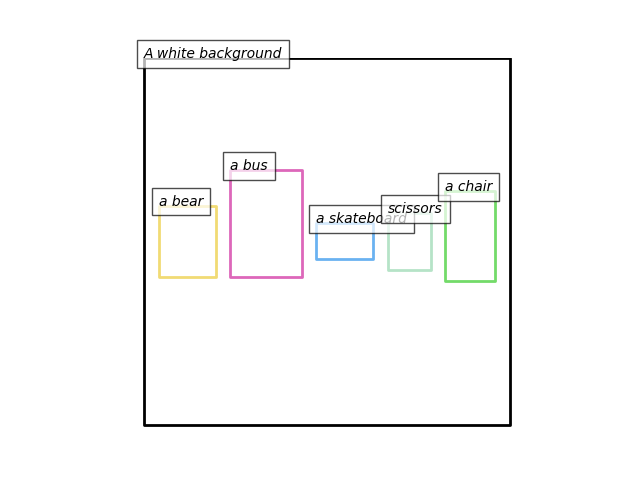 A white background
a bus
a bear
a skateboard
scissors
a chair